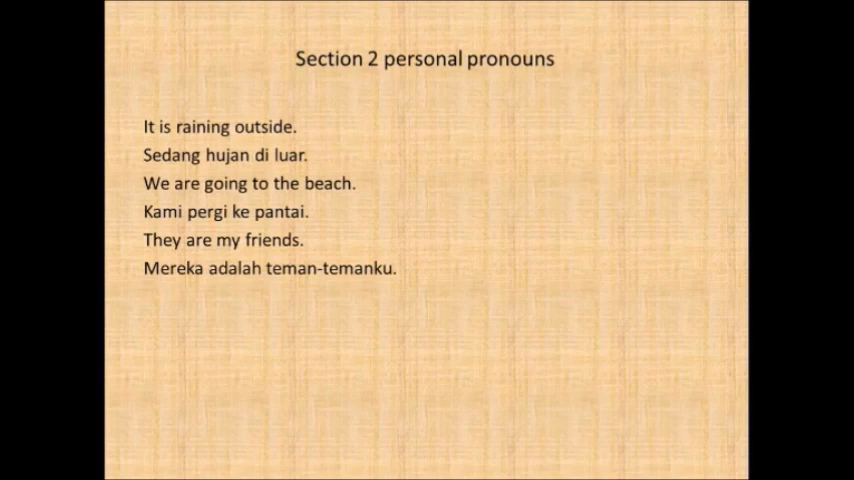 Section 2 personal pronouns
It is raining outside.
Sedang hujan di luar.
We are going to the beach.
Kami pergi ke pantai.
They are my friends.
Mereka adalah teman-temanku.